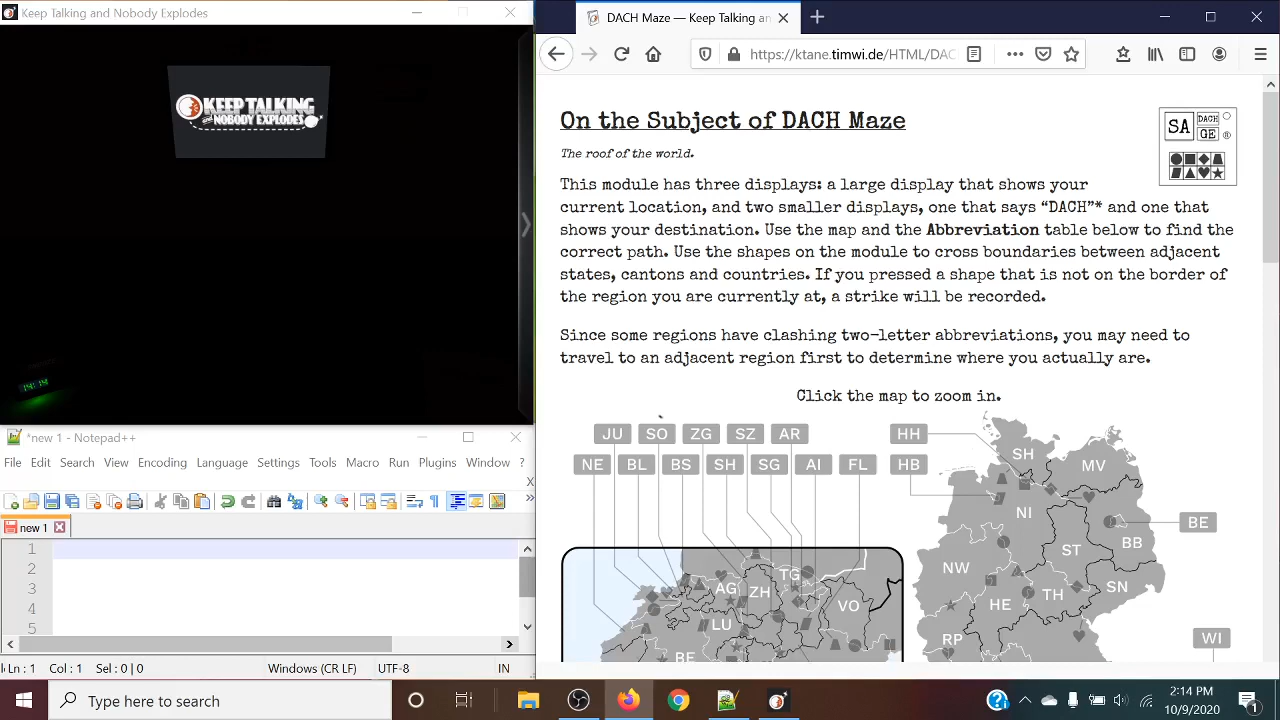 Keep Talking and Nobody Explodes
KEEP TALKING
and NOBODY EXPLODES
*new 1 - Notepad++
File Edit Search View Encoding Language Settings Tools Macro Run Plugins Window ?
X
new 1
1
2
3
4
5
Ln : 1 Col : 1 Sel : 0 | 0 Windows (CR LF) UTF-8 IN
DACH Maze — Keep Talking an
https://ktane.timwi.de/HTML/DAC
On the Subject of DACH Maze
The roof of the world.
SA DACH
GE
This module has three displays: a large display that shows your
current location, and two smaller displays, one that says “DACH”* and one that
shows your destination. Use the map and the Abbreviation table below to find the
correct path. Use the shapes on the module to cross boundaries between adjacent
states, cantons and countries. If you pressed a shape that is not on the border of
the region you are currently at, a strike will be recorded.
Since some regions have clashing two-letter abbreviations, you may need to
travel to an adjacent region first to determine where you actually are.
Click the map to zoom in.
JU SO ZG SZ AR HH
NE BL BS SH SG AI FL HB
SH MV
NI BE
ST BB
NW SN
HE TH
RP WI
TG
AG ZH VO
LU
BE
Type here to search
2:14 PM
10/9/2020
1